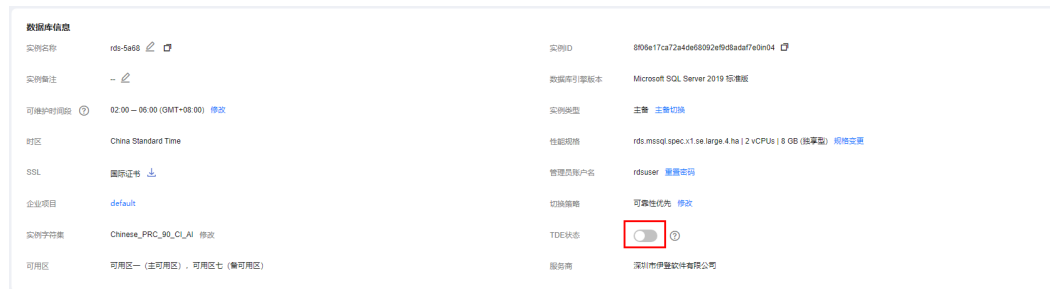 数据库信息
实例名称 rds-5a68 实例ID 8f06e17ca72a4de68092ef9d8adaf7e0in04
实例备注 -- 数据库引擎版本 Microsoft SQL Server 2019 标准版
可维护时间段 02:00 – 06:00 (GMT+08:00) 修改 实例类型 主备 主备切换
时区 China Standard Time 性能规格 rds.mssql.spec.x1.se.large.4.ha | 2 vCPUs | 8 GB (独享型) 规格变更
SSL 国际证书 管理员账户名 rdsuser 重置密码
企业项目 default 切换策略 可靠性优先 修改
实例字符集 Chinese_PRC_90_CI_AI 修改 TDE状态
可用区 可用区一（主可用区），可用区七（备可用区） 服务商 深圳市伊登软件有限公司